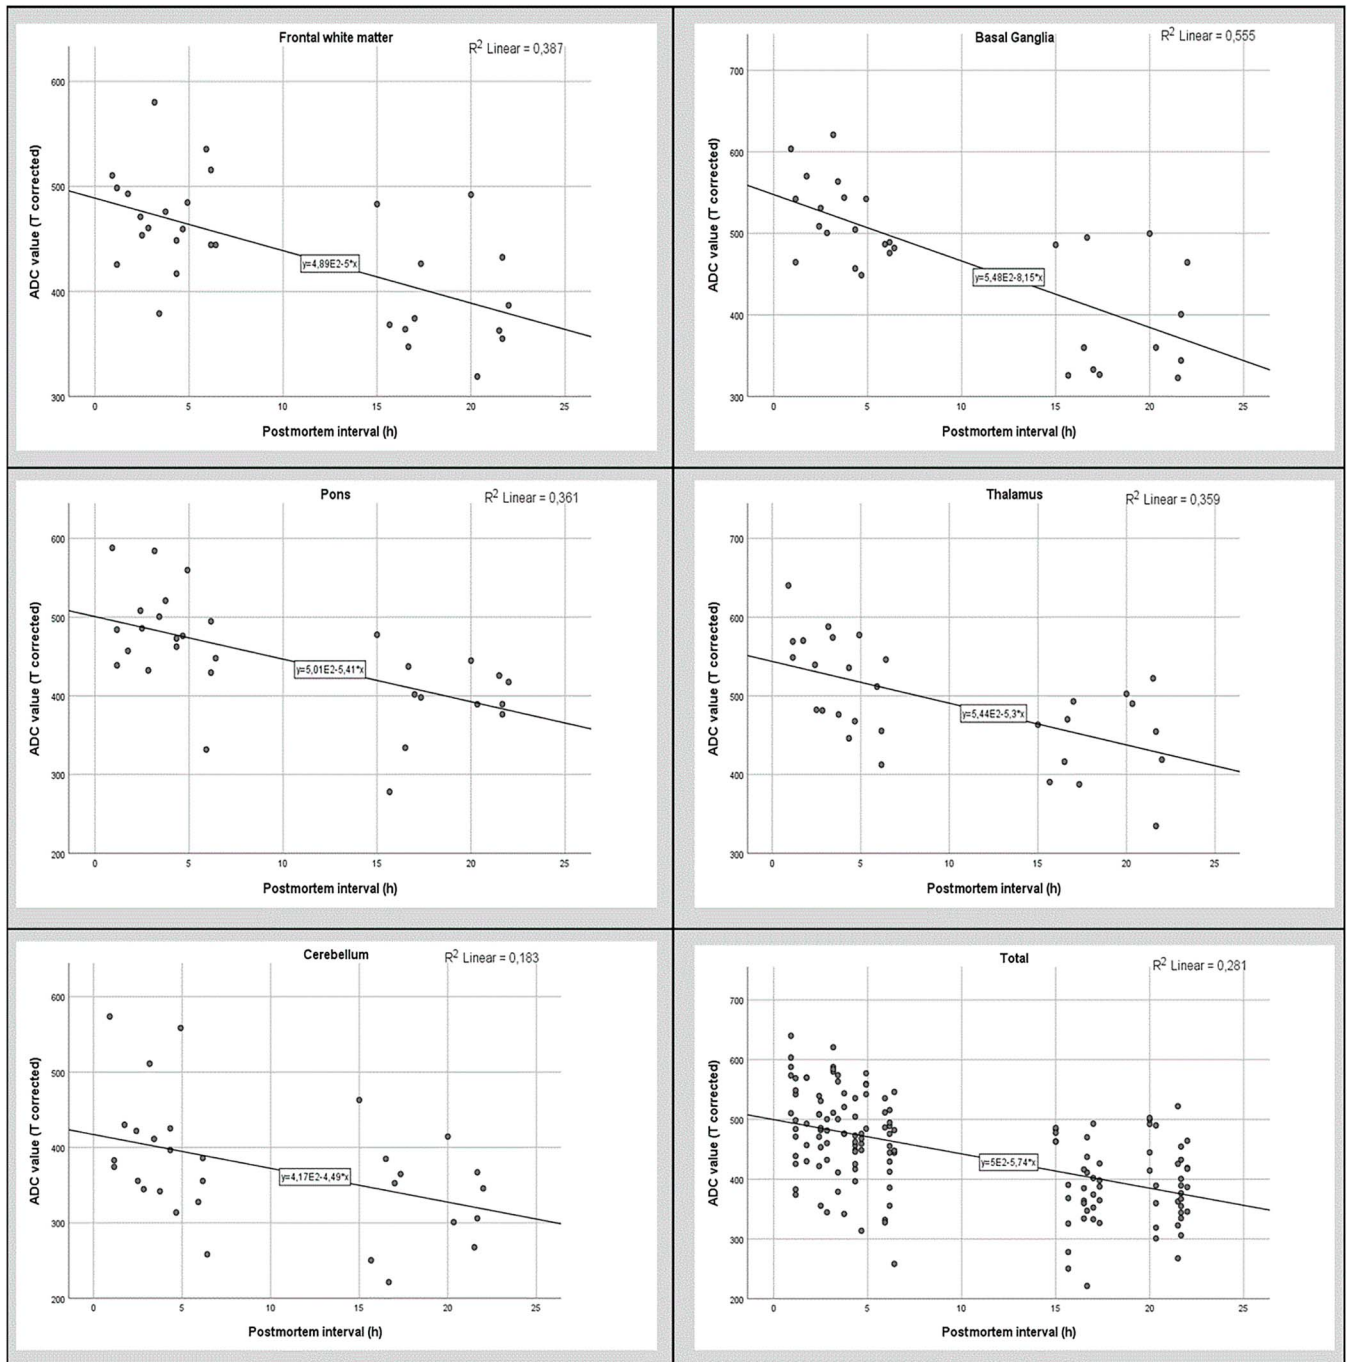 Frontal white matter
R² Linear = 0,387
ADC value (T corrected)
600
500
400
300
y=4,89E2-5*x
0 5 10 15 20 25
Postmortem interval (h)
Basal Ganglia
R² Linear = 0,555
ADC value (T corrected)
700
600
500
400
300
y=5,48E2-8,15*x
0 5 10 15 20 25
Postmortem interval (h)
Pons
R² Linear = 0,361
ADC value (T corrected)
600
500
400
300
200
y=5,01E2-5,41*x
0 5 10 15 20 25
Postmortem interval (h)
Thalamus
R² Linear = 0,359
ADC value (T corrected)
700
600
500
400
300
y=5,44E2-5,3*x
0 5 10 15 20 25
Postmortem interval (h)
Cerebellum
R² Linear = 0,183
ADC value (T corrected)
600
500
400
300
200
y=4,17E2-4,49*x
0 5 10 15 20 25
Postmortem interval (h)
Total
R² Linear = 0,281
ADC value (T corrected)
700
600
500
400
300
200
y=5E2-5,74*x
0 5 10 15 20 25
Postmortem interval (h)